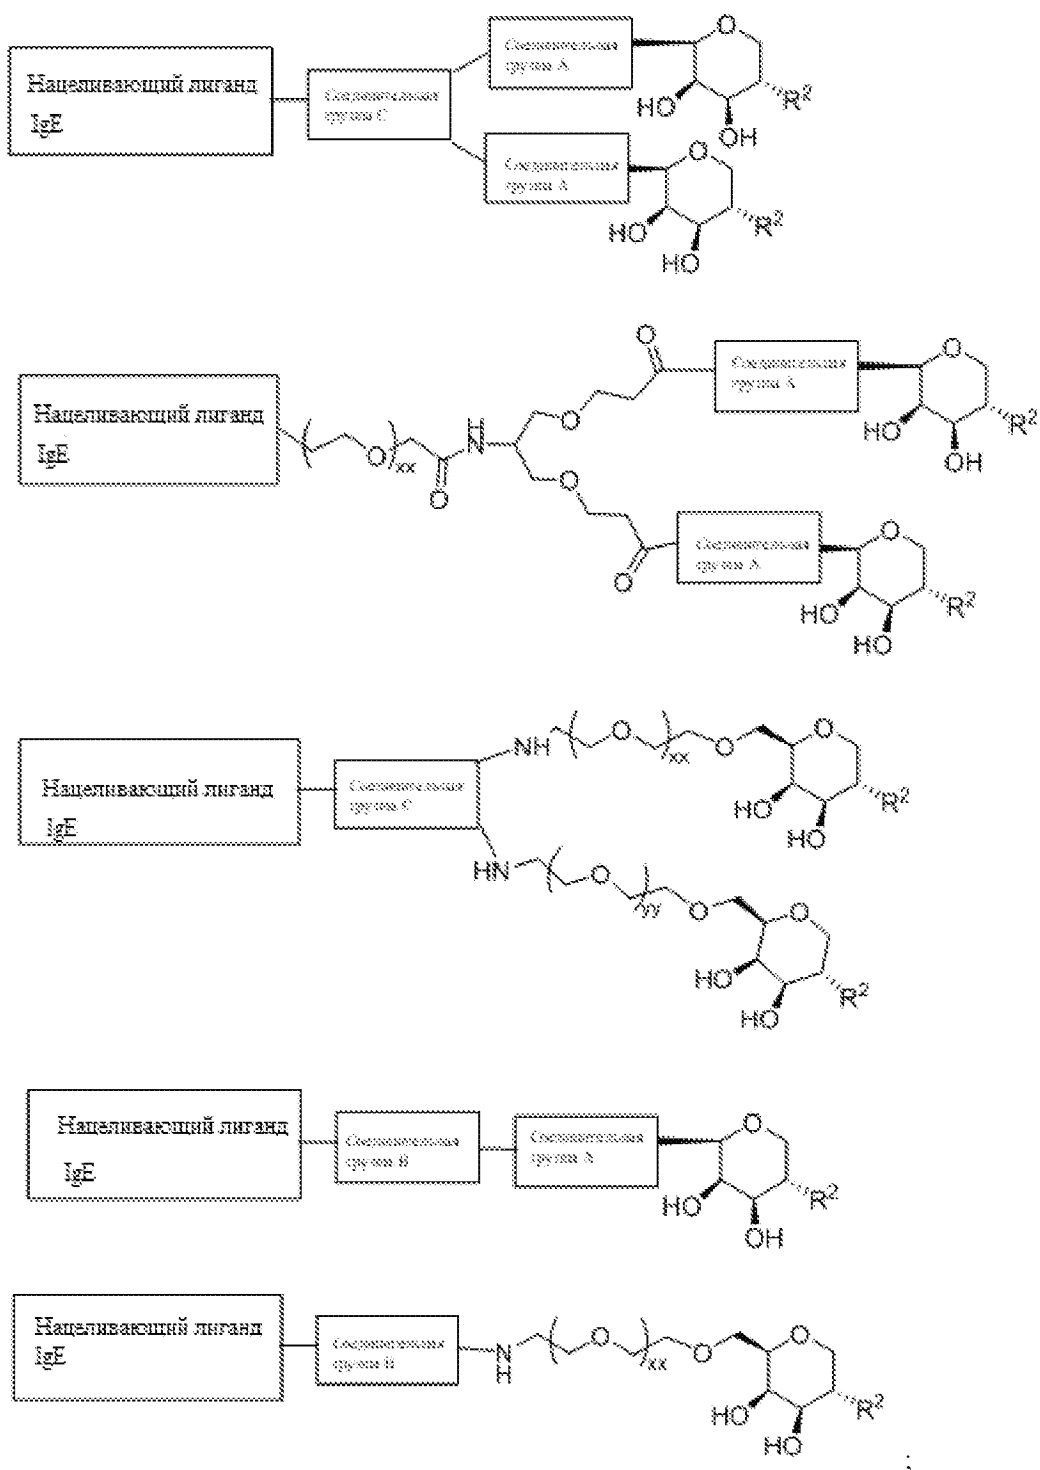 Нацеливающий лиганд
IgE
Соединительная
группа C
Соединительная
группа A
O
HO
OH
R²
Соединительная
группа A
O
HO
HO
R²
Нацеливающий лиганд
IgE
O
xx
O
H
N
O
O
O
O
Соединительная
группа A
O
HO
OH
R²
Соединительная
группа A
O
HO
HO
R²
Нацеливающий лиганд
IgE
Соединительная
группа C
NH
O
xx
O
O
HO
HO
R²
HN
O
yy
O
O
HO
HO
R²
Нацеливающий лиганд
IgE
Соединительная
группа B
Соединительная
группа A
O
HO
OH
R²
Нацеливающий лиганд
IgE
Соединительная
группа B
N
H
O
xx
O
O
HO
HO
R²
;